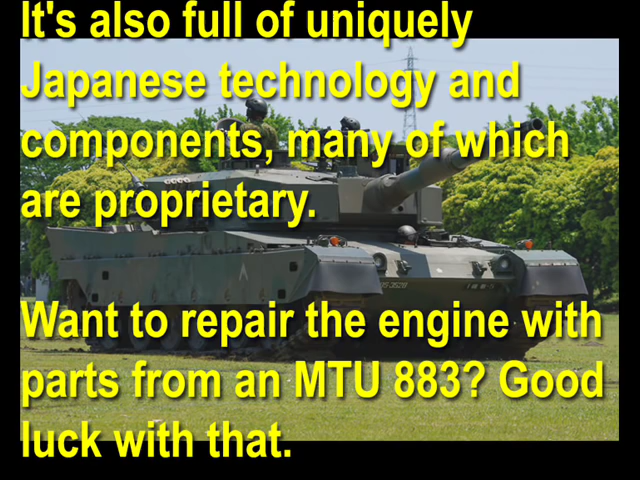 It's also full of uniquely
Japanese technology and
components, many of which
are proprietary.
Want to repair the engine with
parts from an MTU 883? Good
luck with that.